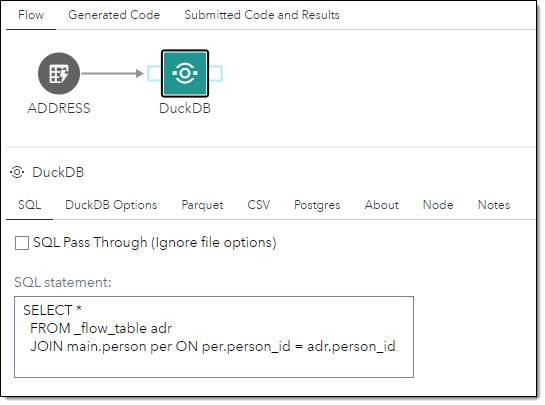 Flow Generated Code Submitted Code and Results
ADDRESS DuckDB
DuckDB
SQL DuckDB Options Parquet CSV Postgres About Node Notes
SQL Pass Through (Ignore file options)
SQL statement:
SELECT *
FROM _flow_table adr
JOIN main.person per ON per.person_id = adr.person_id